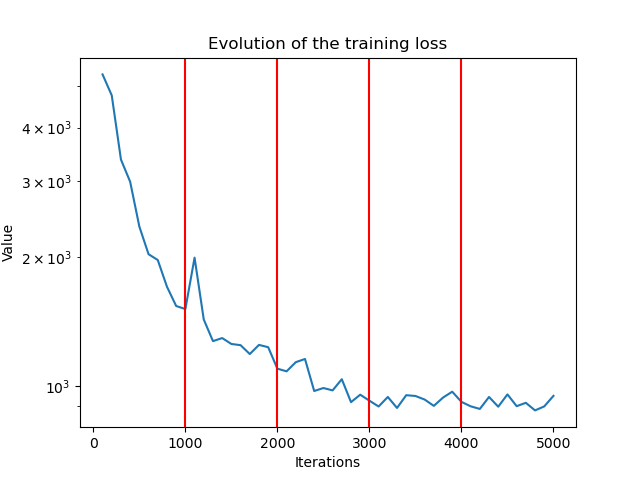 Evolution of the training loss
4 × 10³
3 × 10³
2 × 10³
10³
Value
0 1000 2000 3000 4000 5000
Iterations